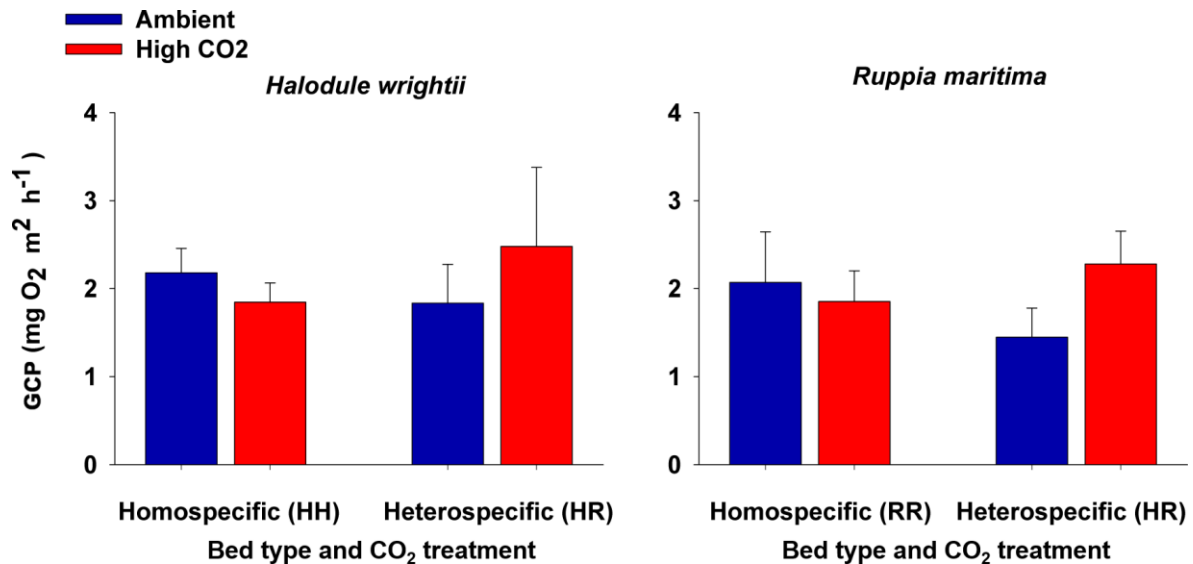 Ambient
High CO2
Halodule wrightii
Ruppia maritima
GCP (mg O₂ m² h⁻¹ )
4
3
2
1
0
4
3
2
1
0
Homospecific (HH) Heterospecific (HR)
Bed type and CO₂ treatment
Homospecific (RR) Heterospecific (HR)
Bed type and CO₂ treatment